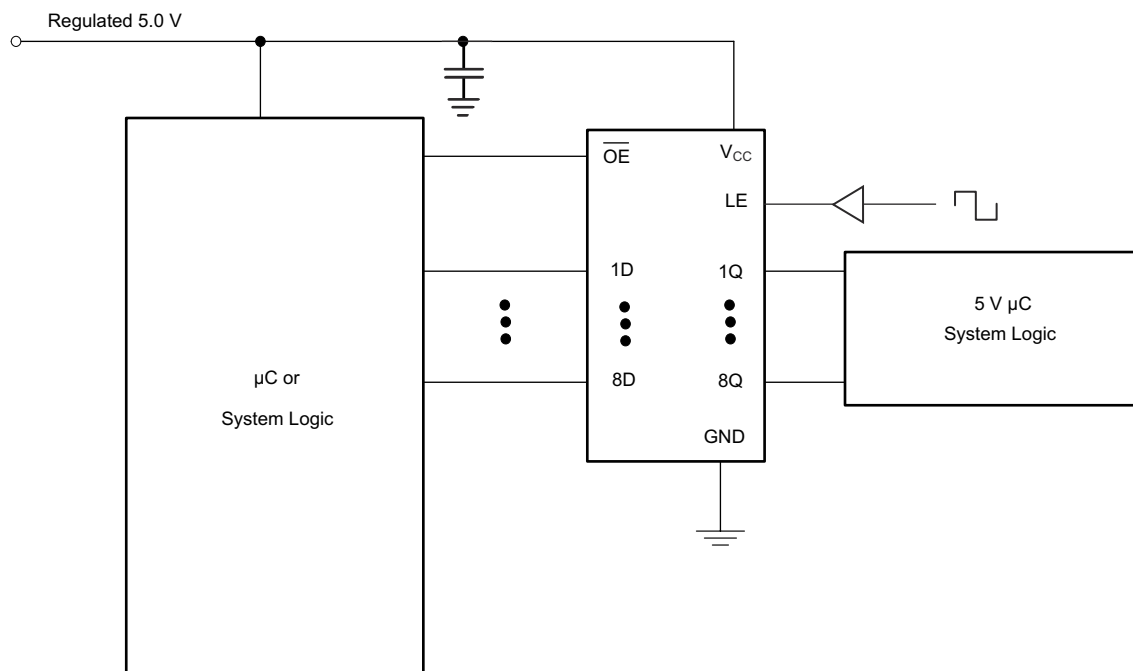 Regulated 5.0 V
OE
VCC
LE
1D
1Q
5 V µC
System Logic
µC or
8D
8Q
System Logic
GND